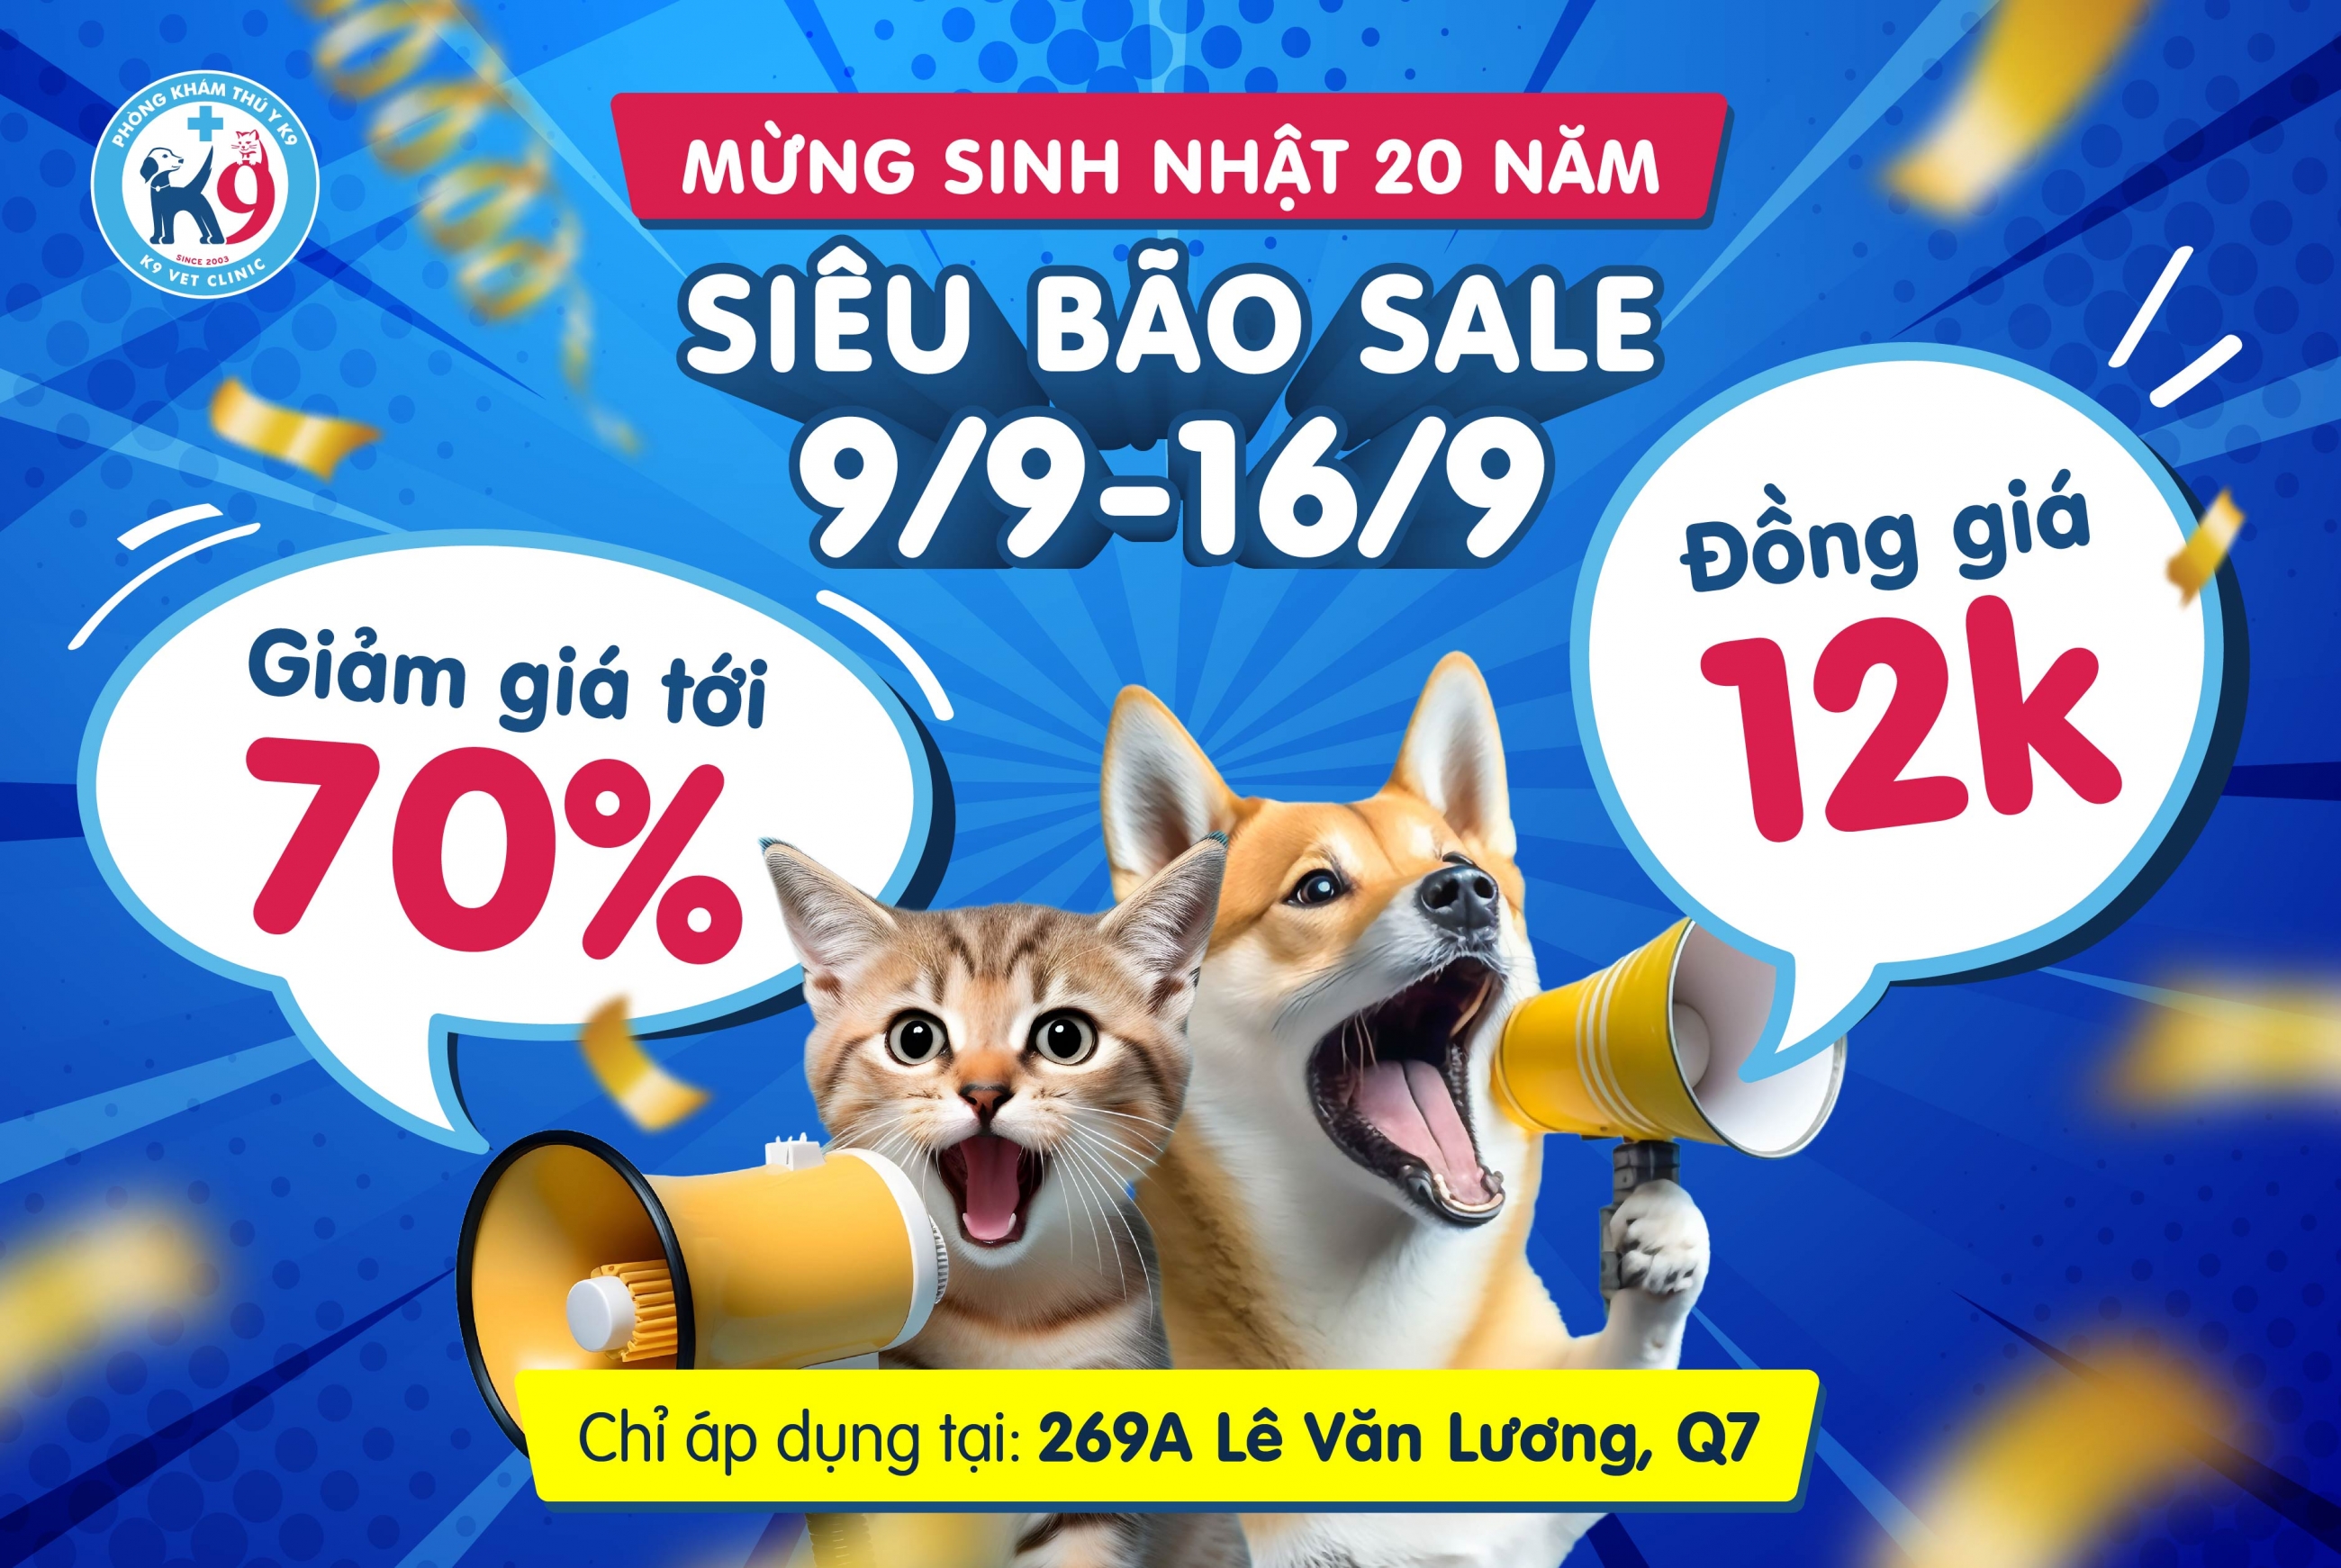 PHÒNG KHÁM THÚ Y K9
K9
SINCE 2003
K9 VET CLINIC
MỪNG SINH NHẬT 20 NĂM
SIÊU BÃO SALE
9/9-16/9
Giảm giá tới
70%
Đồng giá
12k
Chỉ áp dụng tại: 269A Lê Văn Lương, Q7